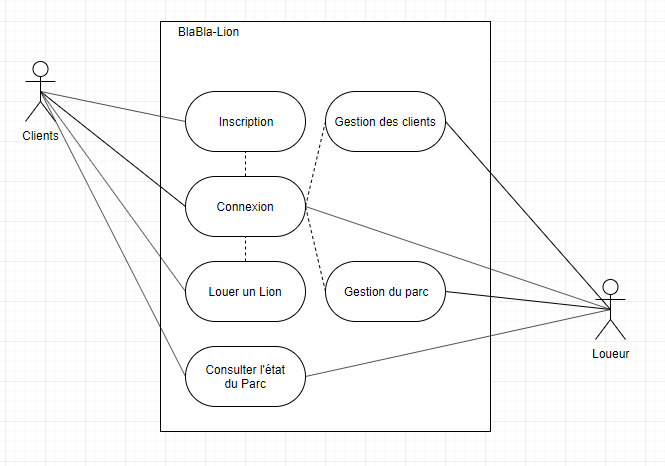 BlaBla-Lion
Clients
Inscription
Gestion des clients
Connexion
Louer un Lion
Gestion du parc
Loueur
Consulter l'état
du Parc